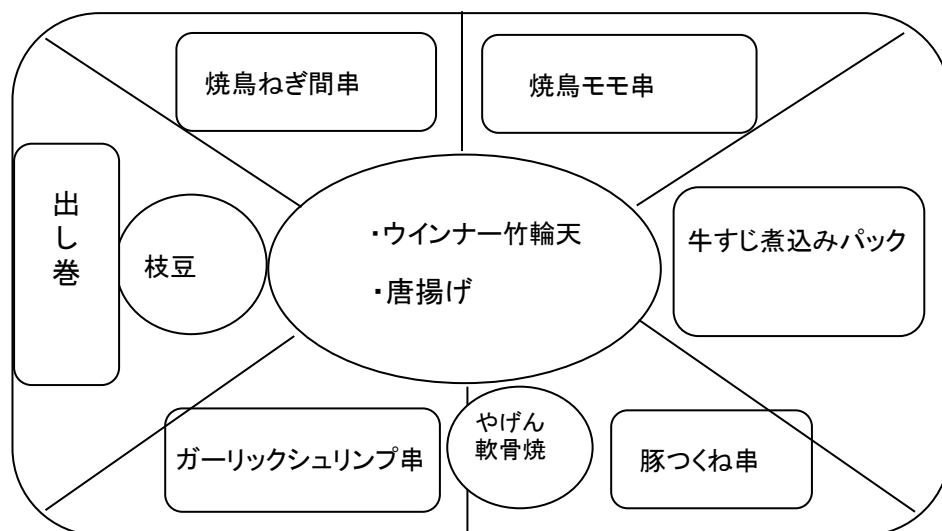 焼鳥ねぎ間串
焼鳥モモ串
出し巻
枝豆
・ウインナー竹輪天
・唐揚げ
牛すじ煮込みパック
ガーリックシュリンプ串
やげん
軟骨焼
豚つくね串